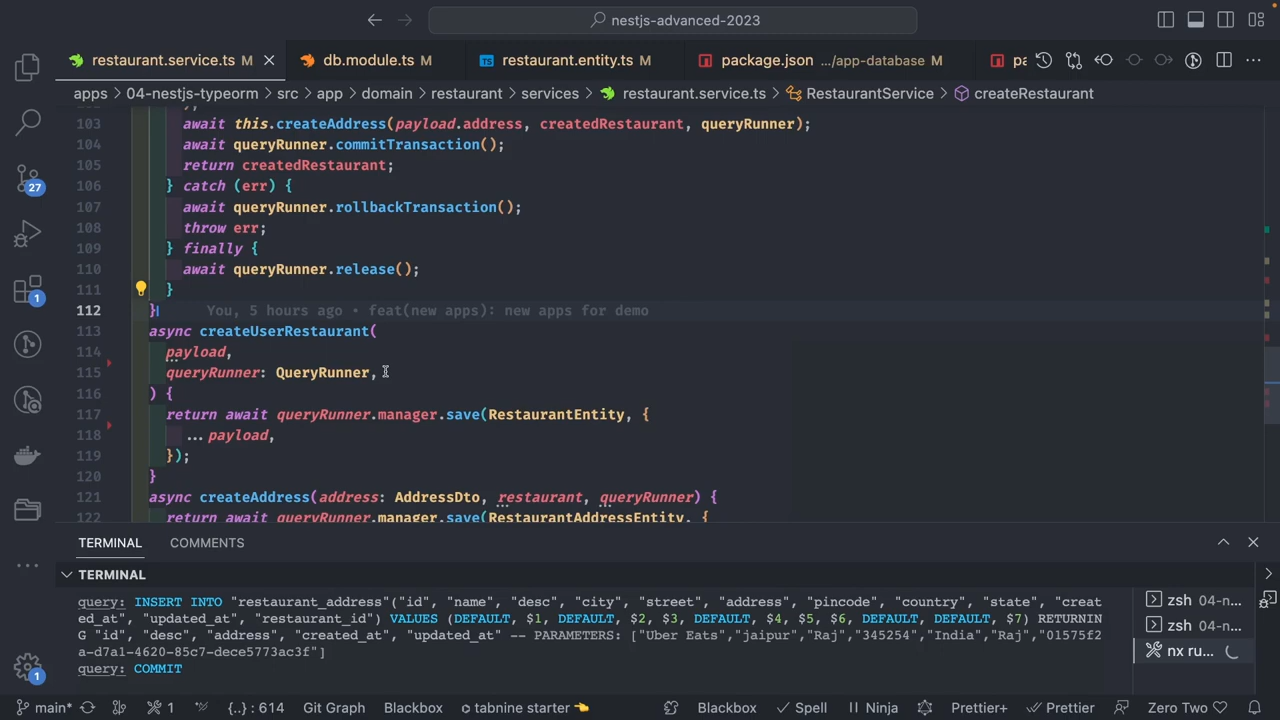 nestjs-advanced-2023
restaurant.service.ts M db.module.ts M restaurant.entity.ts M package.json .../app-database M
apps > 04-nestjs-typeorm > src > app > domain > restaurant > services > restaurant.service.ts > RestaurantService > createRestaurant
103 await this.createAddress(payload.address, createdRestaurant, queryRunner);
104 await queryRunner.commitTransaction();
105 return createdRestaurant;
106 } catch (err) {
107 await queryRunner.rollbackTransaction();
108 throw err;
109 } finally {
110 await queryRunner.release();
111 }
112 } You, 5 hours ago • feat(new apps): new apps for demo
113 async createUserRestaurant(
114 payload,
115 queryRunner: QueryRunner,
116 ) {
117 return await queryRunner.manager.save(RestaurantEntity, {
118 ...payload,
119 });
120 }
121 async createAddress(address: AddressDto, restaurant, queryRunner) {
122 return await queryRunner.manager.save(RestaurantAddressEntity, {
27
1
1
TERMINAL COMMENTS
TERMINAL
query: INSERT INTO "restaurant_address"("id", "name", "desc", "city", "street", "address", "pincode", "country", "state", "creat
ed_at", "updated_at", "restaurant_id") VALUES (DEFAULT, $1, DEFAULT, $2, $3, DEFAULT, $4, $5, $6, DEFAULT, DEFAULT, $7) RETURNIN
G "id", "desc", "address", "created_at", "updated_at" -- PARAMETERS: ["Uber Eats","jaipur","Raj","345254","India","Raj","01575f2
a-d7a1-4620-85c7-dece5773ac3f"]
query: COMMIT
zsh 04-n...
zsh 04-n...
nx ru...
main* 1 {..} : 614 Git Graph Blackbox tabnine starter Blackbox Spell Ninja Prettier+ Prettier Zero Two